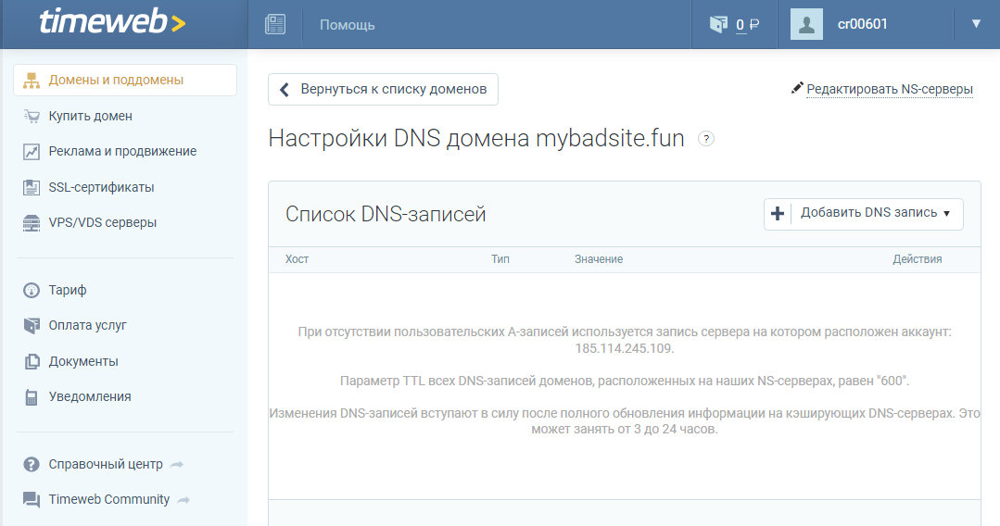 timeweb>
Помощь
0 ₽
cr00601
Домены и поддомены
Купить домен
Реклама и продвижение
SSL-сертификаты
VPS/VDS серверы
Тариф
Оплата услуг
Документы
Уведомления
Справочный центр
Timeweb Community
Вернуться к списку доменов
Редактировать NS-серверы
Настройки DNS домена mybadsite.fun ?
Список DNS-записей
Добавить DNS запись
Хост Тип Значение Действия
При отсутствии пользовательских А-записей используется запись сервера на котором расположен аккаунт:
185.114.245.109.
Параметр TTL всех DNS-записей доменов, расположенных на наших NS-серверах, равен "600".
Изменения DNS-записей вступают в силу после полного обновления информации на кэширующих DNS-серверах. Это
может занять от 3 до 24 часов.